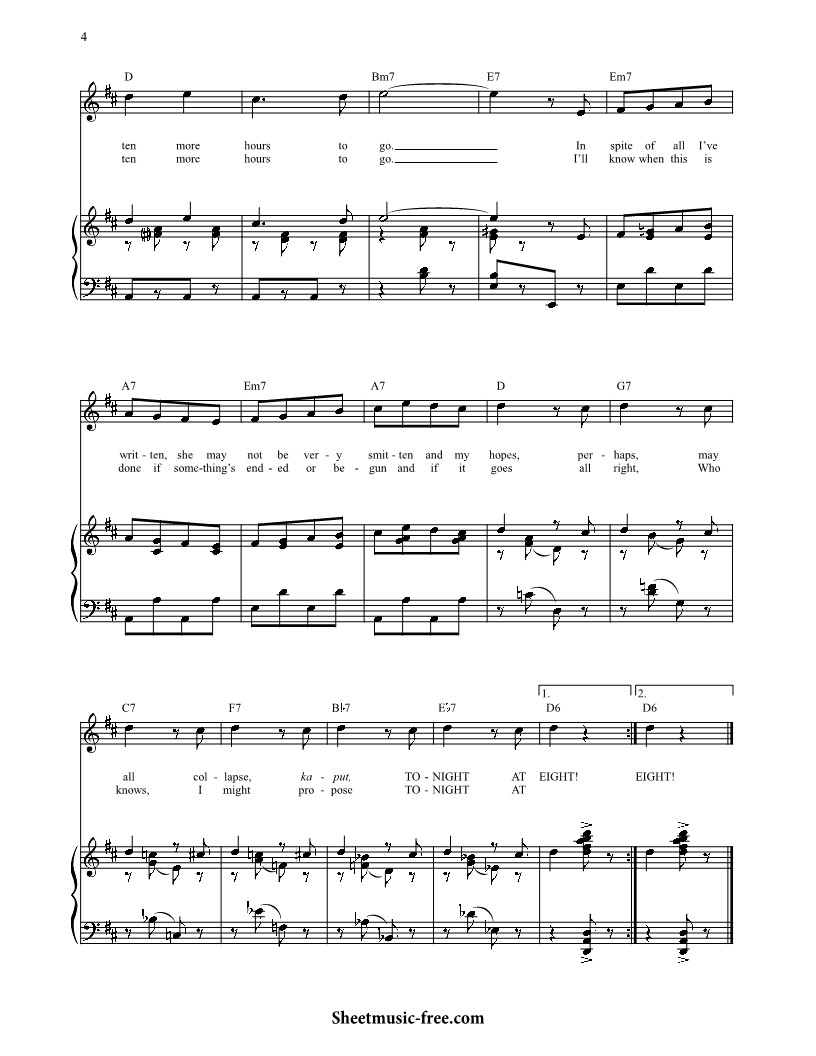 4
D Bm7 E7 Em7
ten more hours to go. In spite of all I've
ten more hours to go. I'll know when this is
A7 Em7 A7 D G7
writ - ten, she may not be ver - y smit - ten and my hopes, per - haps, may
done if some-thing's end - ed or be - gun and if it goes all right, Who
1. 2.
C7 F7 B♭7 E♭7 D6 D6
all col - lapse, ka - put, TO - NIGHT AT EIGHT! EIGHT!
knows, I might pro - pose TO - NIGHT AT
Sheetmusic-free.com